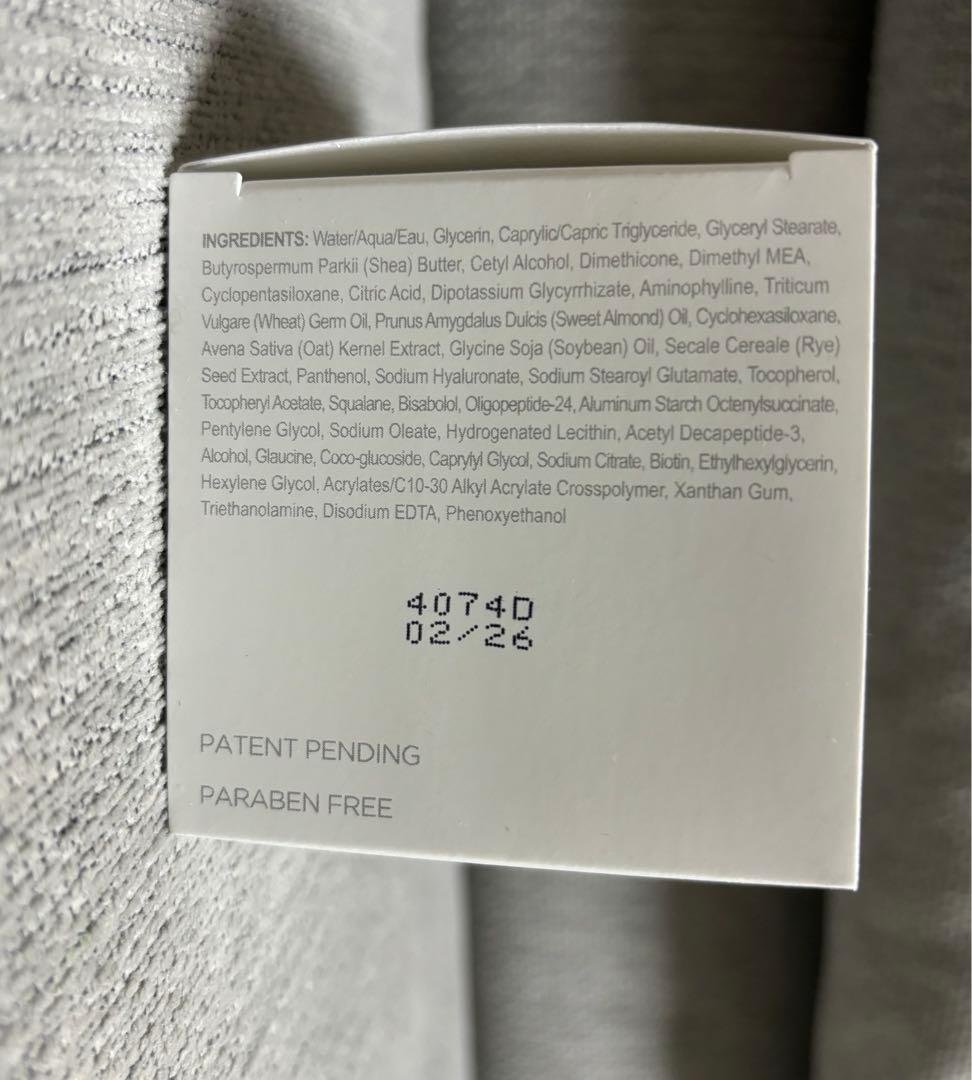 INGREDIENTS: Water/Aqua/Eau, Glycerin, Caprylic/Capric Triglyceride, Glyceryl Stearate,
Butyrospermum Parkii (Shea) Butter, Cetyl Alcohol, Dimethicone, Dimethyl MEA,
Cyclopentasiloxane, Citric Acid, Dipotassium Glycyrrhizate, Aminophylline, Triticum
Vulgare (Wheat) Germ Oil, Prunus Amygdalus Dulcis (Sweet Almond) Oil, Cyclohexasiloxane,
Avena Sativa (Oat) Kernel Extract, Glycine Soja (Soybean) Oil, Secale Cereale (Rye)
Seed Extract, Panthenol, Sodium Hyaluronate, Sodium Stearoyl Glutamate, Tocopherol,
Tocopheryl Acetate, Squalane, Bisabolol, Oligopeptide-24, Aluminum Starch Octenylsuccinate,
Pentylene Glycol, Sodium Oleate, Hydrogenated Lecithin, Acetyl Decapeptide-3,
Alcohol, Glaucine, Coco-glucoside, Caprylyl Glycol, Sodium Citrate, Biotin, Ethylhexylglycerin,
Hexylene Glycol, Acrylates/C10-30 Alkyl Acrylate Crosspolymer, Xanthan Gum,
Triethanolamine, Disodium EDTA, Phenoxyethanol
4074D
02/26
PATENT PENDING
PARABEN FREE